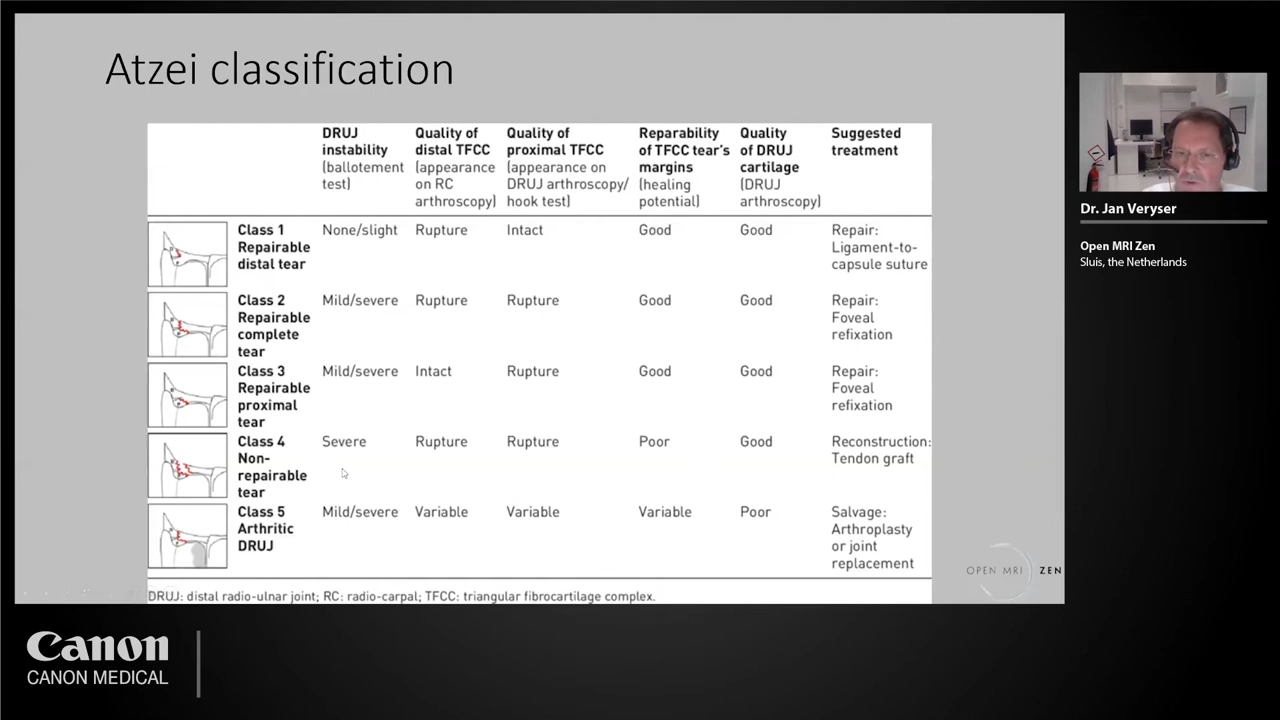 Atzei classification
DRUJ instability (ballotement test)
Quality of distal TFCC (appearance on RC arthroscopy)
Quality of proximal TFCC (appearance on DRUJ arthroscopy/ hook test)
Reparability of TFCC tear's margins (healing potential)
Quality of DRUJ cartilage (DRUJ arthroscopy)
Suggested treatment
Class 1 Repairable distal tear
None/slight
Rupture
Intact
Good
Good
Repair: Ligament-to-capsule suture
Class 2 Repairable complete tear
Mild/severe
Rupture
Rupture
Good
Good
Repair: Foveal refixation
Class 3 Repairable proximal tear
Mild/severe
Intact
Rupture
Good
Good
Repair: Foveal refixation
Class 4 Non-repairable tear
Severe
Rupture
Rupture
Poor
Good
Reconstruction: Tendon graft
Class 5 Arthritic DRUJ
Mild/severe
Variable
Variable
Variable
Poor
Salvage: Arthroplasty or joint replacement
DRUJ: distal radio-ulnar joint; RC: radio-carpal; TFCC: triangular fibrocartilage complex.
OPEN MRI ZEN
Dr. Jan Veryser
Open MRI Zen
Sluis, the Netherlands
Canon
CANON MEDICAL